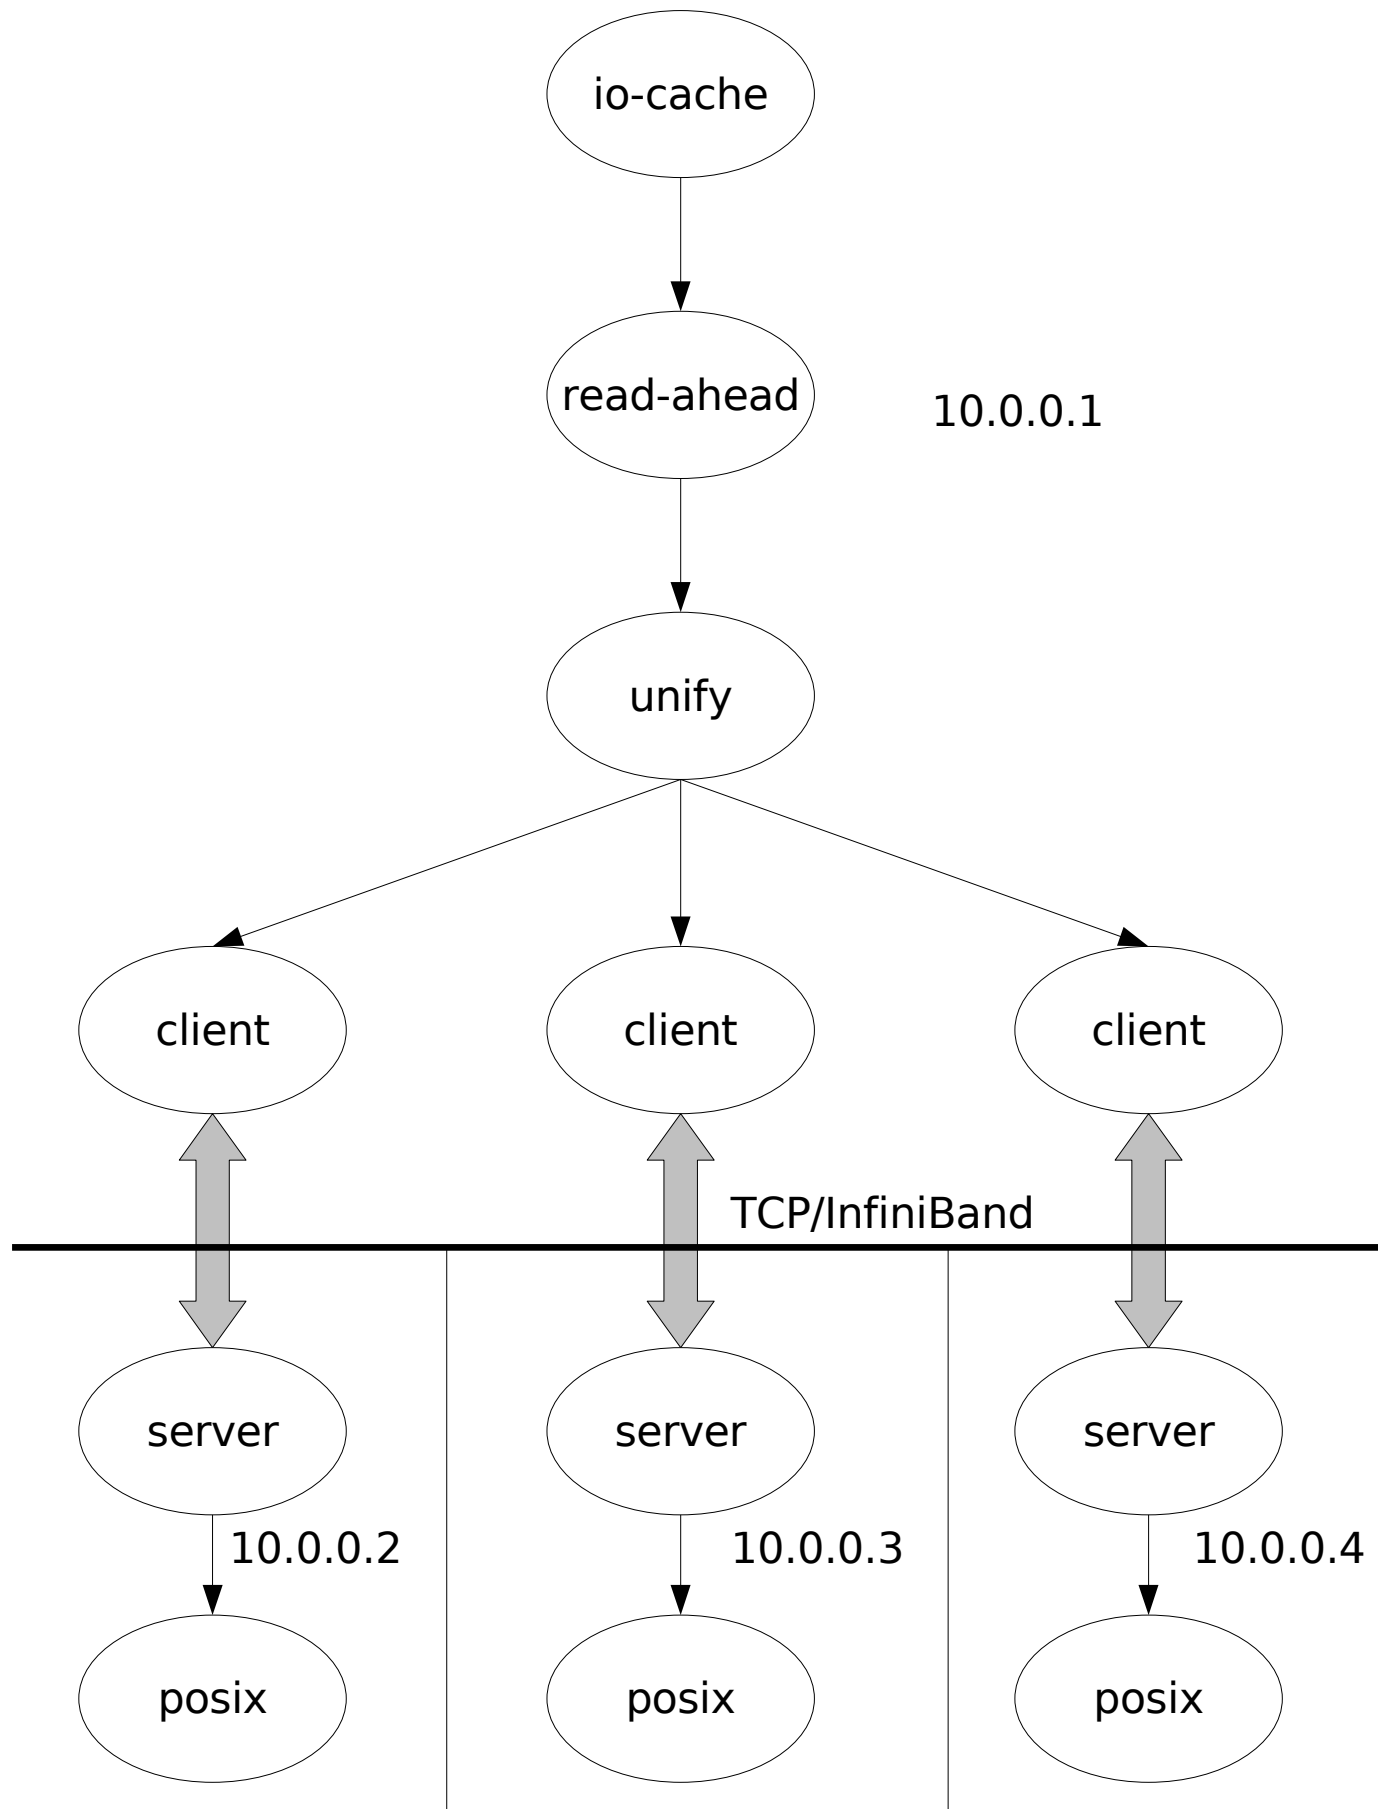 io-cache
read-ahead
10.0.0.1
unify
client
client
client
TCP/InfiniBand
server
server
server
10.0.0.2
10.0.0.3
10.0.0.4
posix
posix
posix